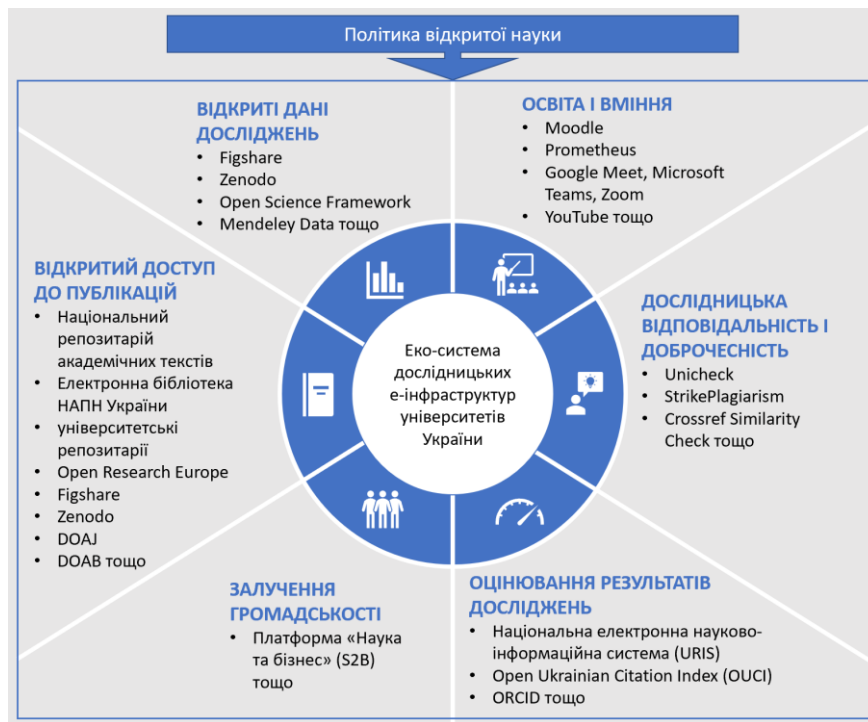 Політика відкритої науки
ВІДКРИТІ ДАНІ
ДОСЛІДЖЕНЬ
• Figshare
• Zenodo
• Open Science Framework
• Mendeley Data тощо
ОСВІТА І ВМІННЯ
• Moodle
• Prometheus
• Google Meet, Microsoft
Teams, Zoom
• YouTube тощо
ВІДКРИТИЙ ДОСТУП
ДО ПУБЛІКАЦІЙ
• Національний
репозитарій
академічних текстів
• Електронна бібліотека
НАПН України
• університетські
репозитарії
• Open Research Europe
• Figshare
• Zenodo
• DOAJ
• DOAB тощо
Еко-система
дослідницьких
е-інфраструктур
університетів
України
ДОСЛІДНИЦЬКА
ВІДПОВІДАЛЬНІСТЬ І
ДОБРОЧЕСНІСТЬ
• Unicheck
• StrikePlagiarism
• Crossref Similarity
Check тощо
ЗАЛУЧЕННЯ
ГРОМАДСЬКОСТІ
• Платформа «Наука
та бізнес» (S2B)
тощо
ОЦІНЮВАННЯ РЕЗУЛЬТАТІВ
ДОСЛІДЖЕНЬ
• Національна електронна науково-
інформаційна система (URIS)
• Open Ukrainian Citation Index (OUCI)
• ORCID тощо